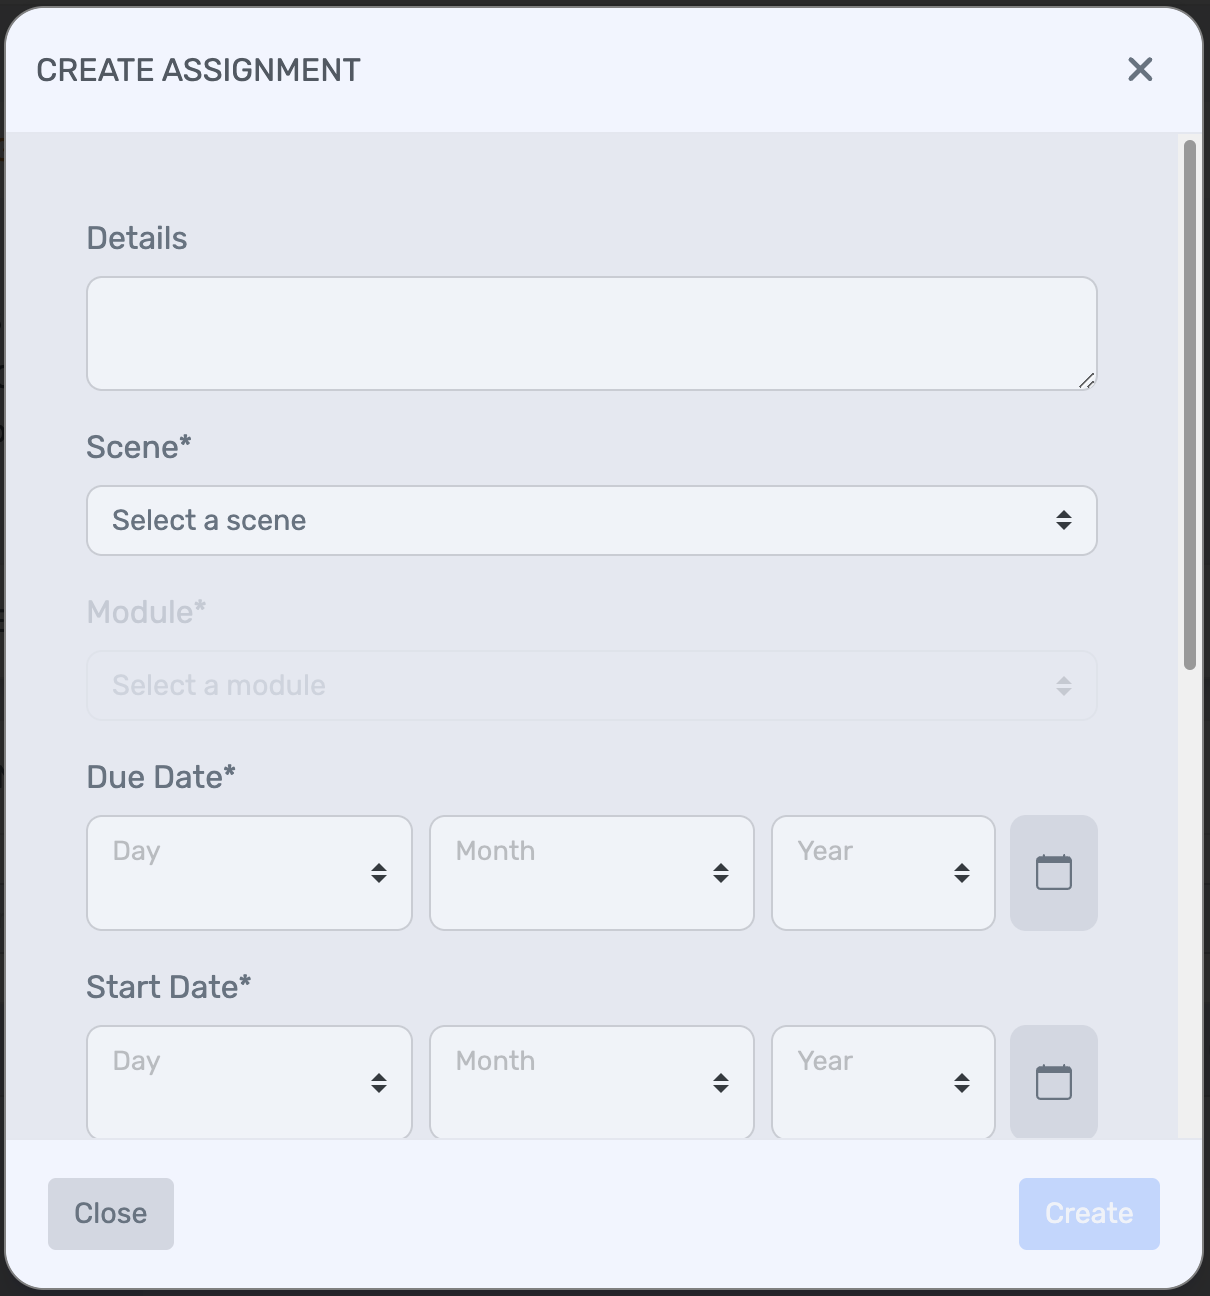 CREATE ASSIGNMENT
Details
Scene*
Select a scene
Module*
Select a module
Due Date*
Day Month Year
Start Date*
Day Month Year
Close Create